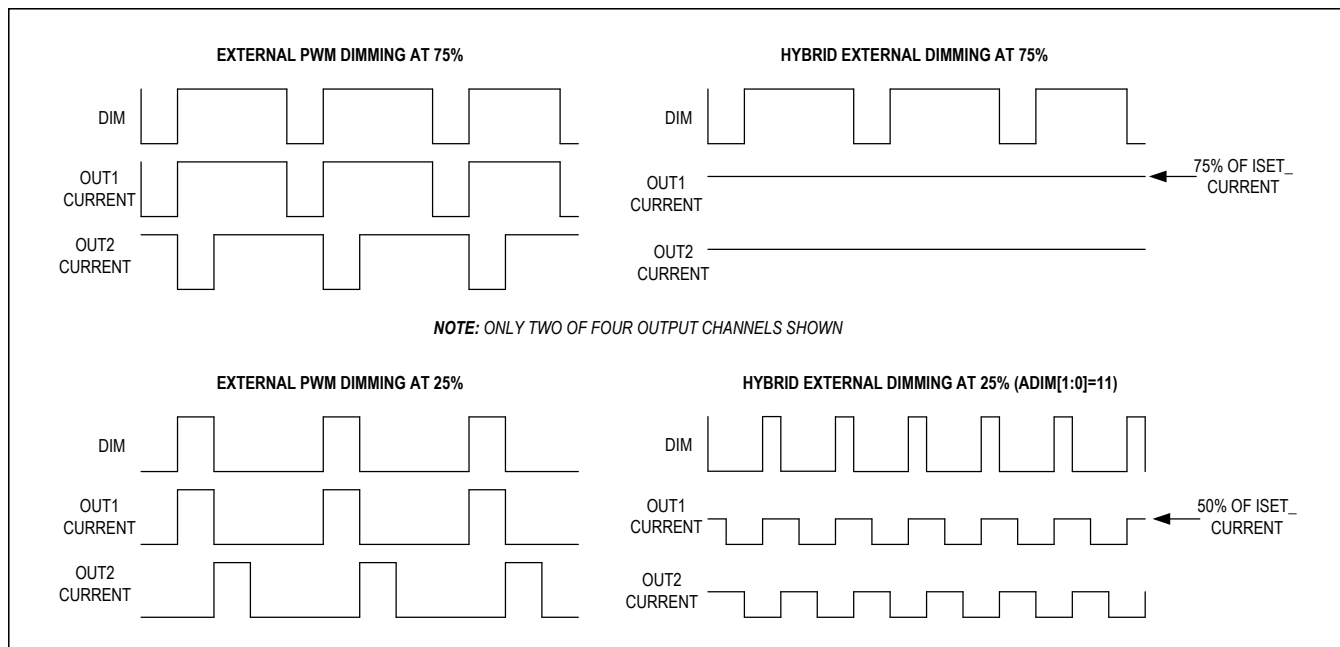 EXTERNAL PWM DIMMING AT 75%
DIM
OUT1
CURRENT
OUT2
CURRENT
HYBRID EXTERNAL DIMMING AT 75%
DIM
OUT1
CURRENT
75% OF ISET_
CURRENT
OUT2
CURRENT
NOTE: ONLY TWO OF FOUR OUTPUT CHANNELS SHOWN
EXTERNAL PWM DIMMING AT 25%
DIM
OUT1
CURRENT
OUT2
CURRENT
HYBRID EXTERNAL DIMMING AT 25% (ADIM[1:0]=11)
DIM
OUT1
CURRENT
50% OF ISET_
CURRENT
OUT2
CURRENT